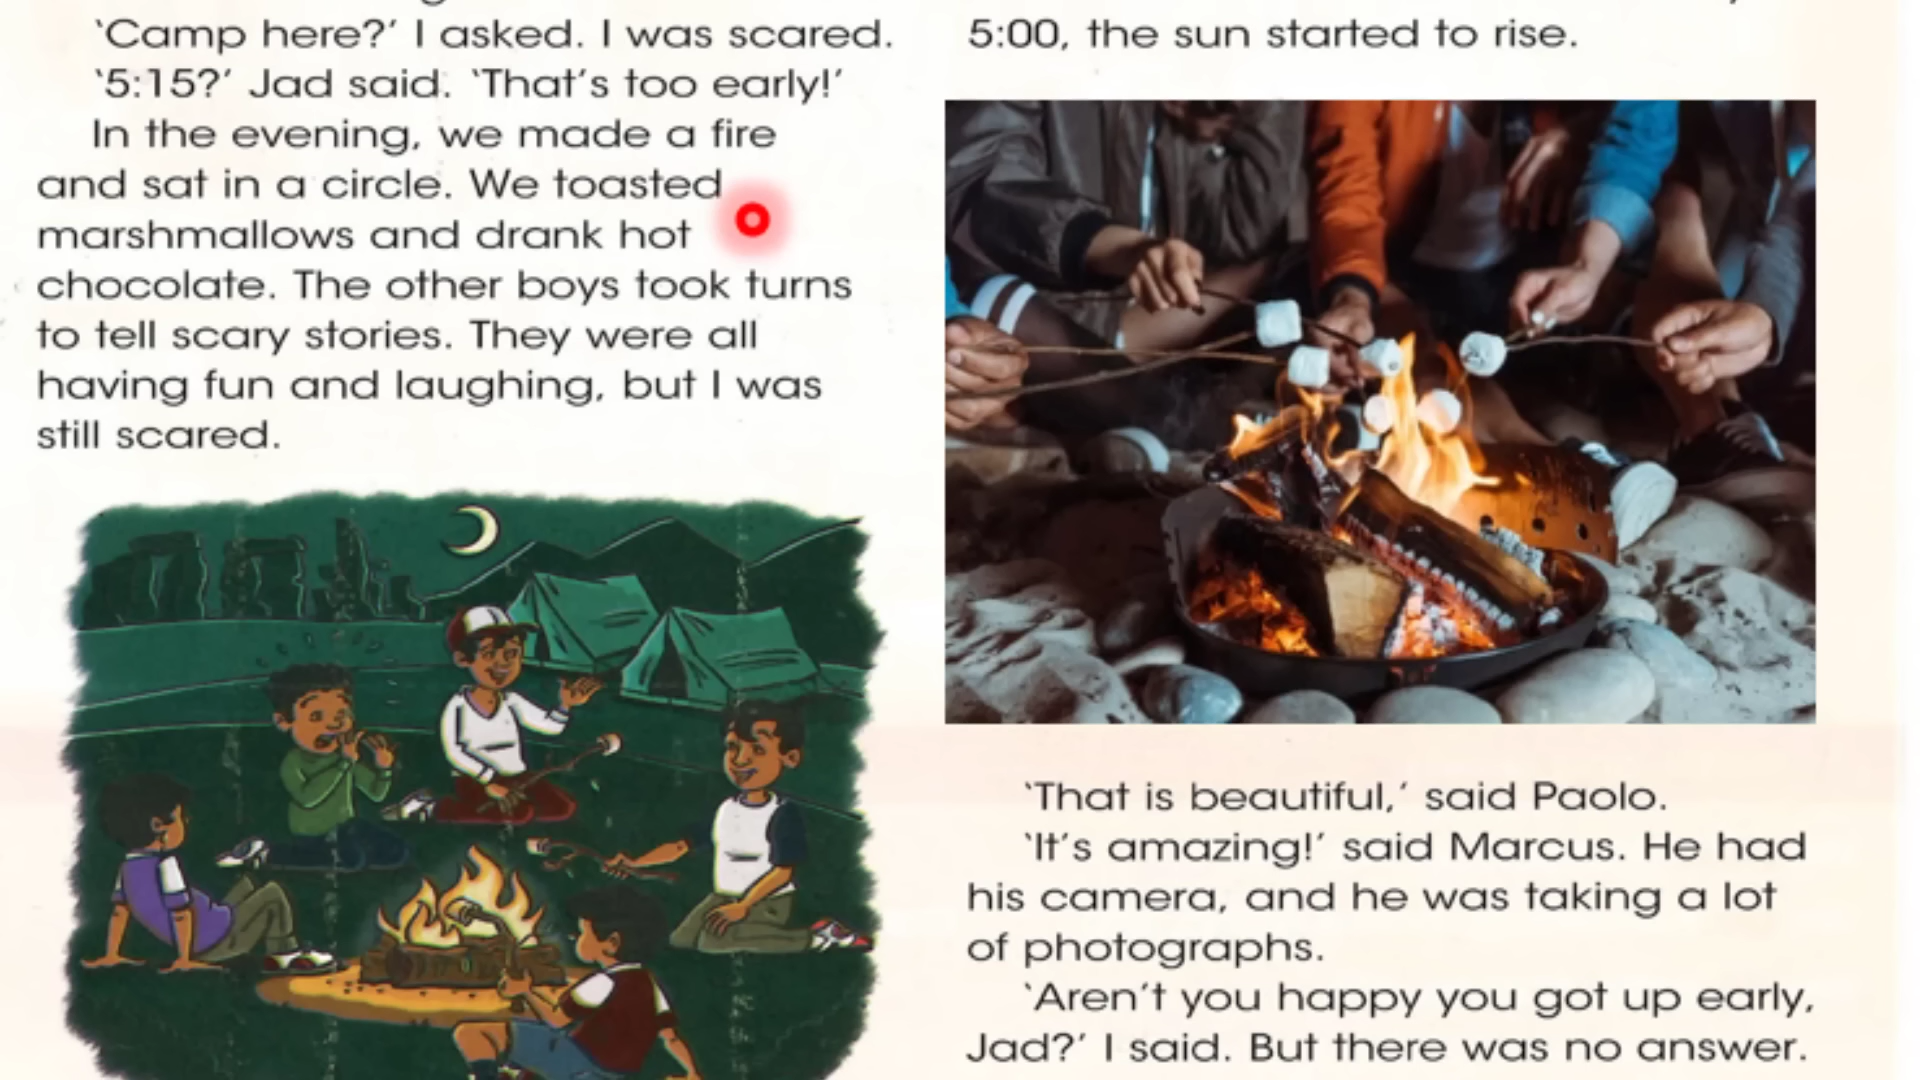 ‘Camp here?’ I asked. I was scared.
‘5:15?’ Jad said. ‘That’s too early!’
In the evening, we made a fire
and sat in a circle. We toasted
marshmallows and drank hot
chocolate. The other boys took turns
to tell scary stories. They were all
having fun and laughing, but I was
still scared.
5:00, the sun started to rise.
‘That is beautiful,’ said Paolo.
‘It’s amazing!’ said Marcus. He had
his camera, and he was taking a lot
of photographs.
‘Aren’t you happy you got up early,
Jad?’ I said. But there was no answer.